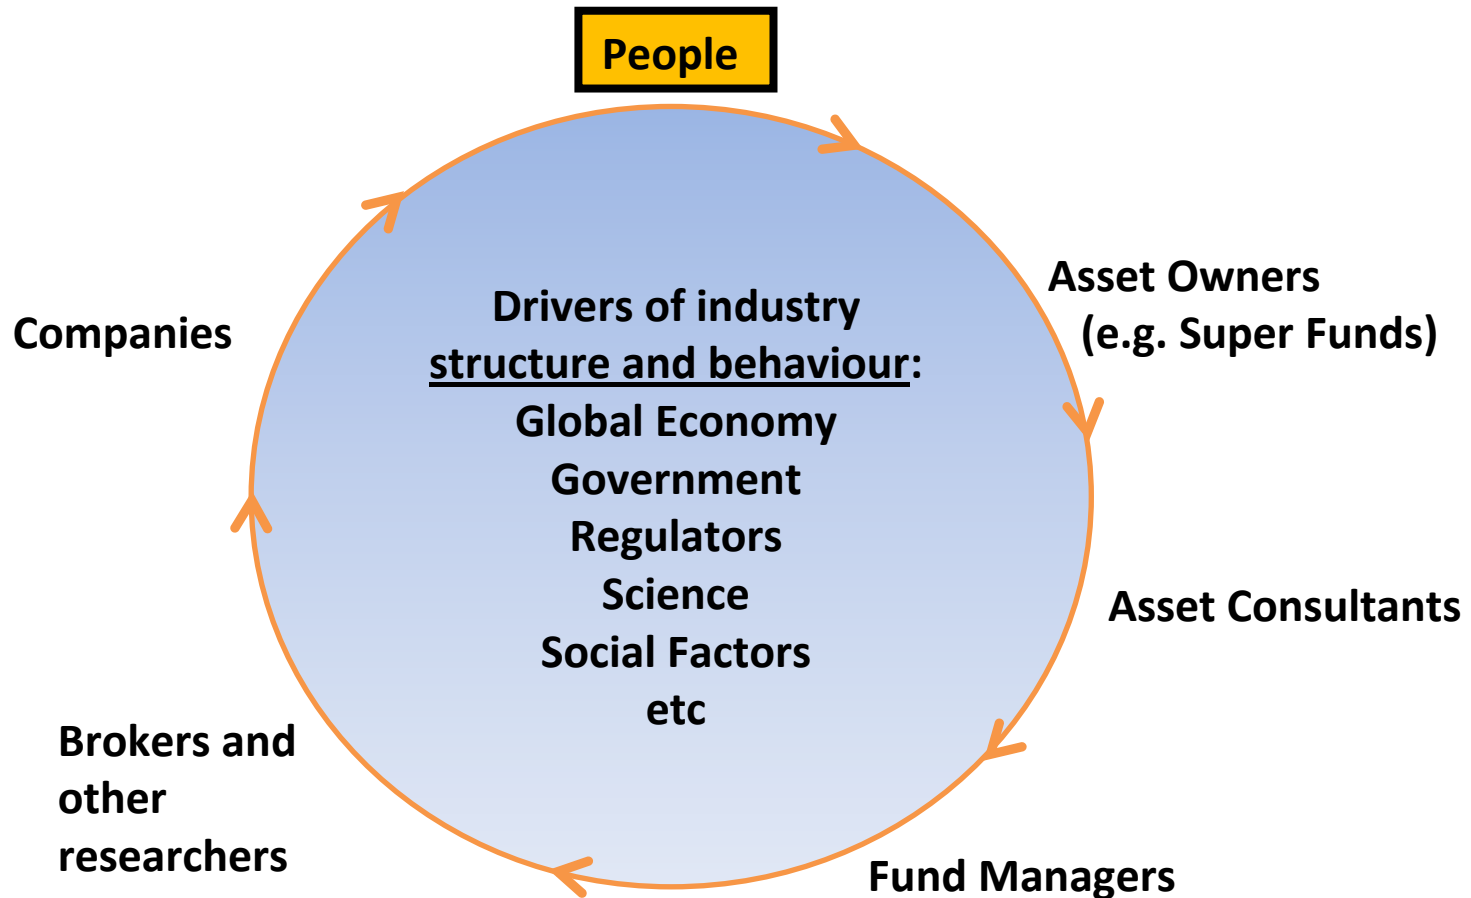 People
Asset Owners
(e.g. Super Funds)
Companies
Drivers of industry
structure and behaviour:
Global Economy
Government
Regulators
Science
Social Factors
etc
Asset Consultants
Brokers and
other
researchers
Fund Managers